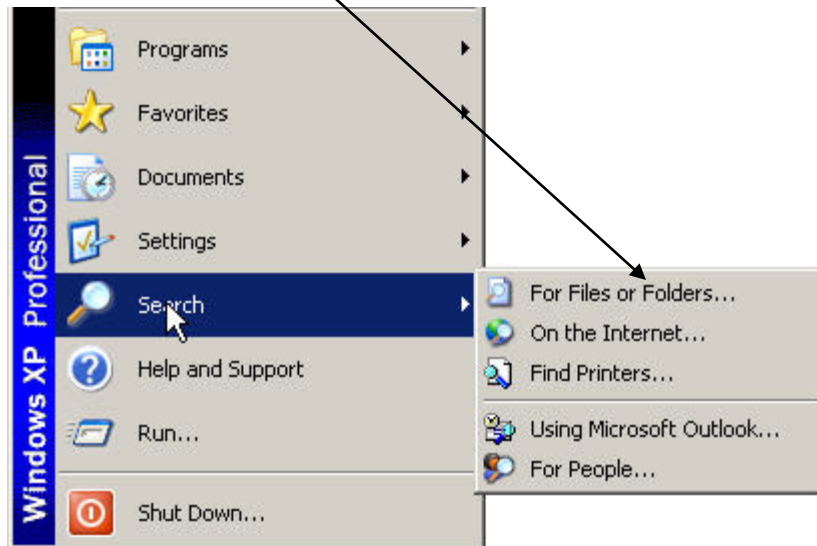 Windows XP Professional
Programs
Favorites
Documents
Settings
Search
Help and Support
Run...
Shut Down...
For Files or Folders...
On the Internet...
Find Printers...
Using Microsoft Outlook...
For People...